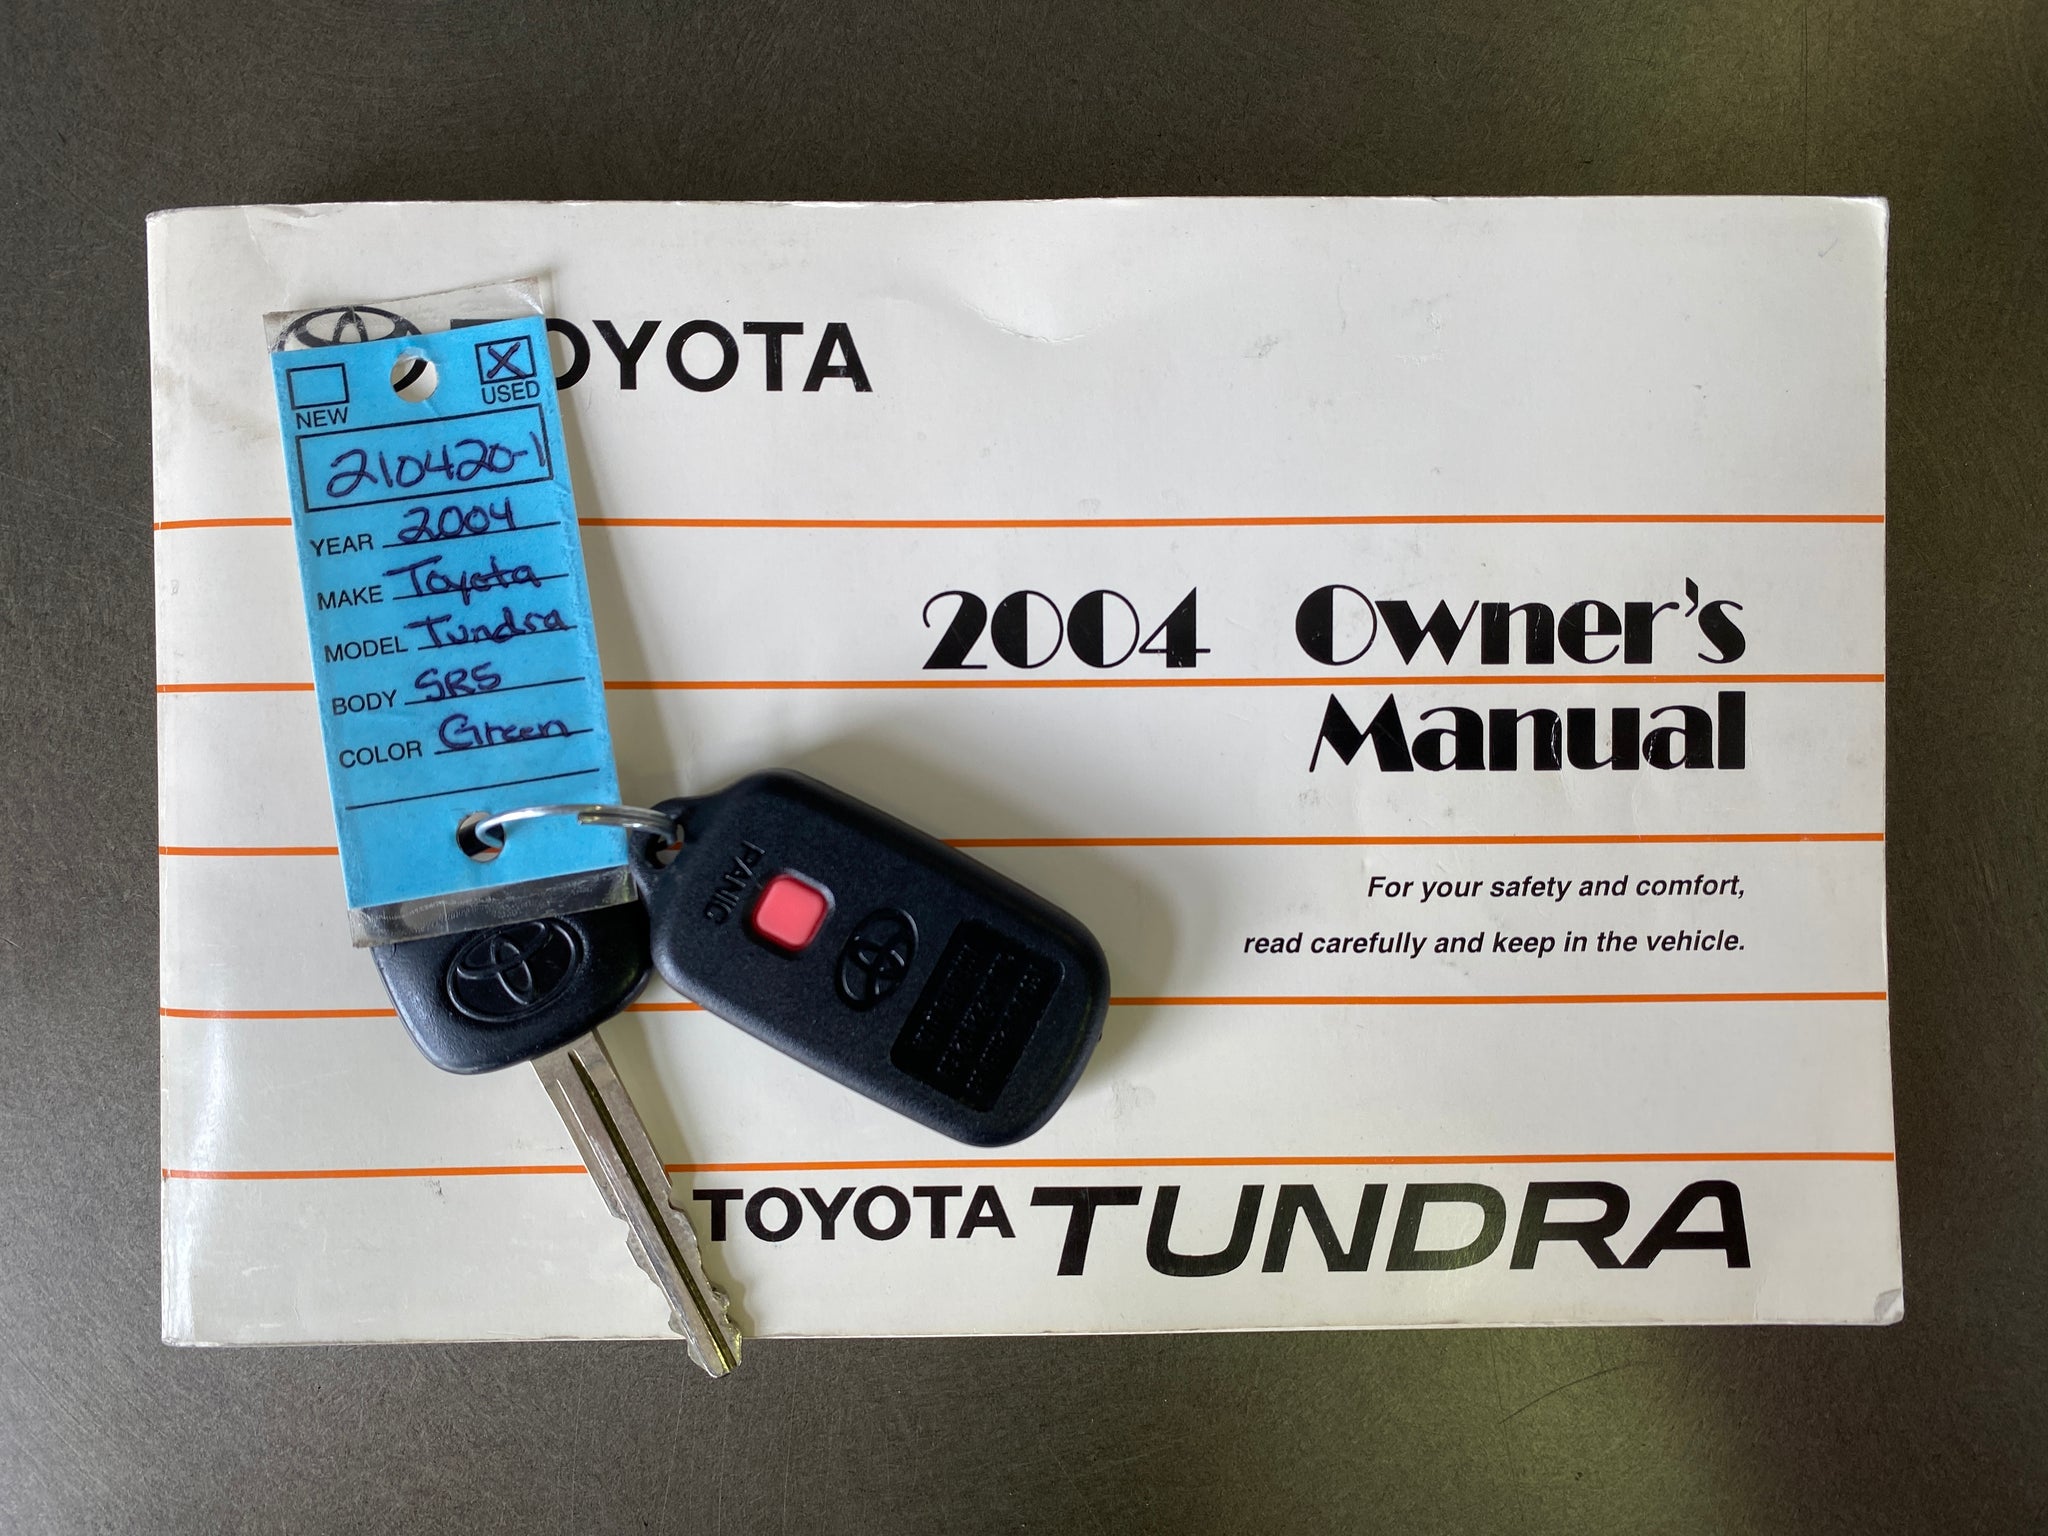 TOYOTA
X
NEW USED
210420-1
YEAR 2004
MAKE Toyota
MODEL Tundra
BODY SR5
COLOR Green
2004 Owner's
Manual
For your safety and comfort,
read carefully and keep in the vehicle.
PANIC
TOYOTA TUNDRA